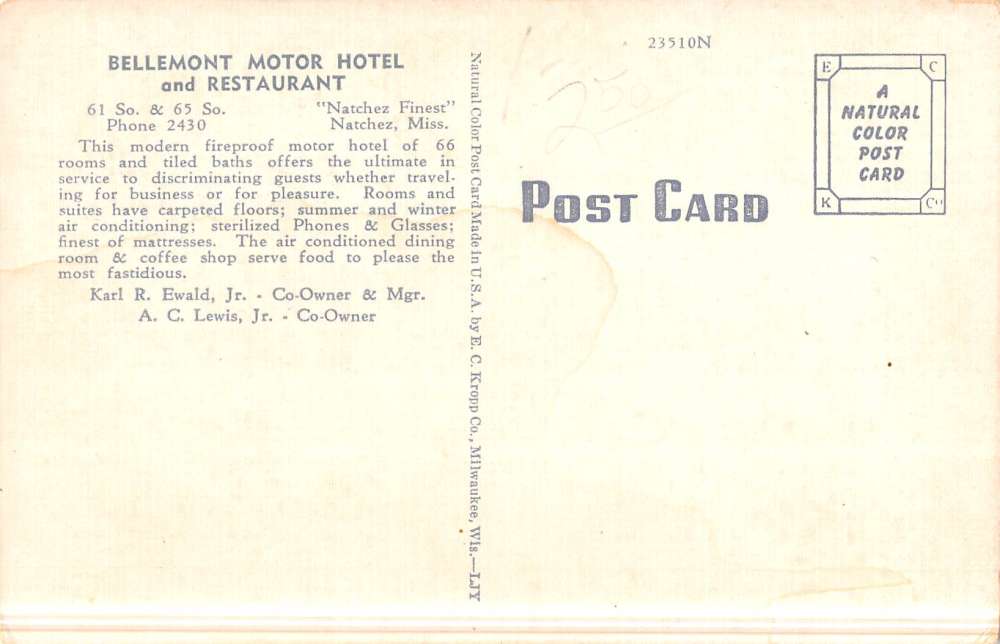 BELLEMONT MOTOR HOTEL
and RESTAURANT
61 So. & 65 So. "Natchez Finest"
Phone 2430 Natchez, Miss.
This modern fireproof motor hotel of 66
rooms and tiled baths offers the ultimate in
service to discriminating guests whether travel-
ing for business or for pleasure. Rooms and
suites have carpeted floors; summer and winter
air conditioning; sterilized Phones & Glasses;
finest of mattresses. The air conditioned dining
room & coffee shop serve food to please the
most fastidious.
Karl R. Ewald, Jr. - Co-Owner & Mgr.
A. C. Lewis, Jr. - Co-Owner
Natural Color Post Card Made in U.S.A. by E. C. Kropp Co., Milwaukee, Wis.—LJY
23510N
POST CARD
E C
A
NATURAL
COLOR
POST
CARD
K Co